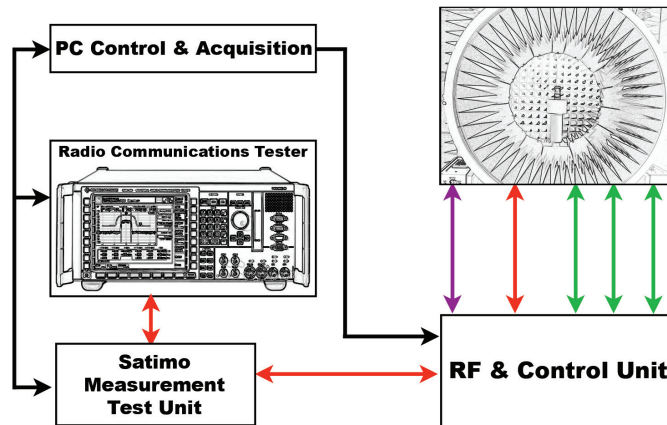 PC Control & Acquisition
Radio Communications Tester
Satimo
Measurement
Test Unit
RF & Control Unit